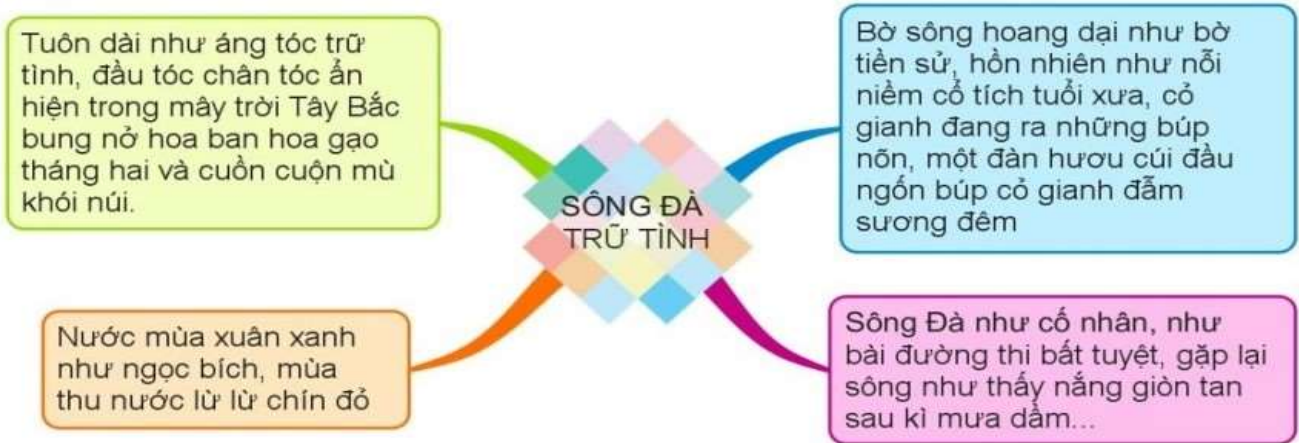 Tuôn dài như áng tóc trữ
tình, đầu tóc chân tóc ẩn
hiện trong mây trời Tây Bắc
bung nở hoa ban hoa gạo
tháng hai và cuồn cuộn mù
khói núi.
Bờ sông hoang dại như bờ
tiền sử, hồn nhiên như nỗi
niềm cổ tích tuổi xưa, cỏ
gianh đang ra những búp
nõn, một đàn hươu cúi đầu
ngốn búp cỏ gianh đẫm
sương đêm
SÔNG ĐÀ
TRỮ TÌNH
Nước mùa xuân xanh
như ngọc bích, mùa
thu nước lừ lừ chín đỏ
Sông Đà như cố nhân, như
bài đường thi bất tuyệt, gặp lại
sông như thấy nắng giòn tan
sau kì mưa dầm...